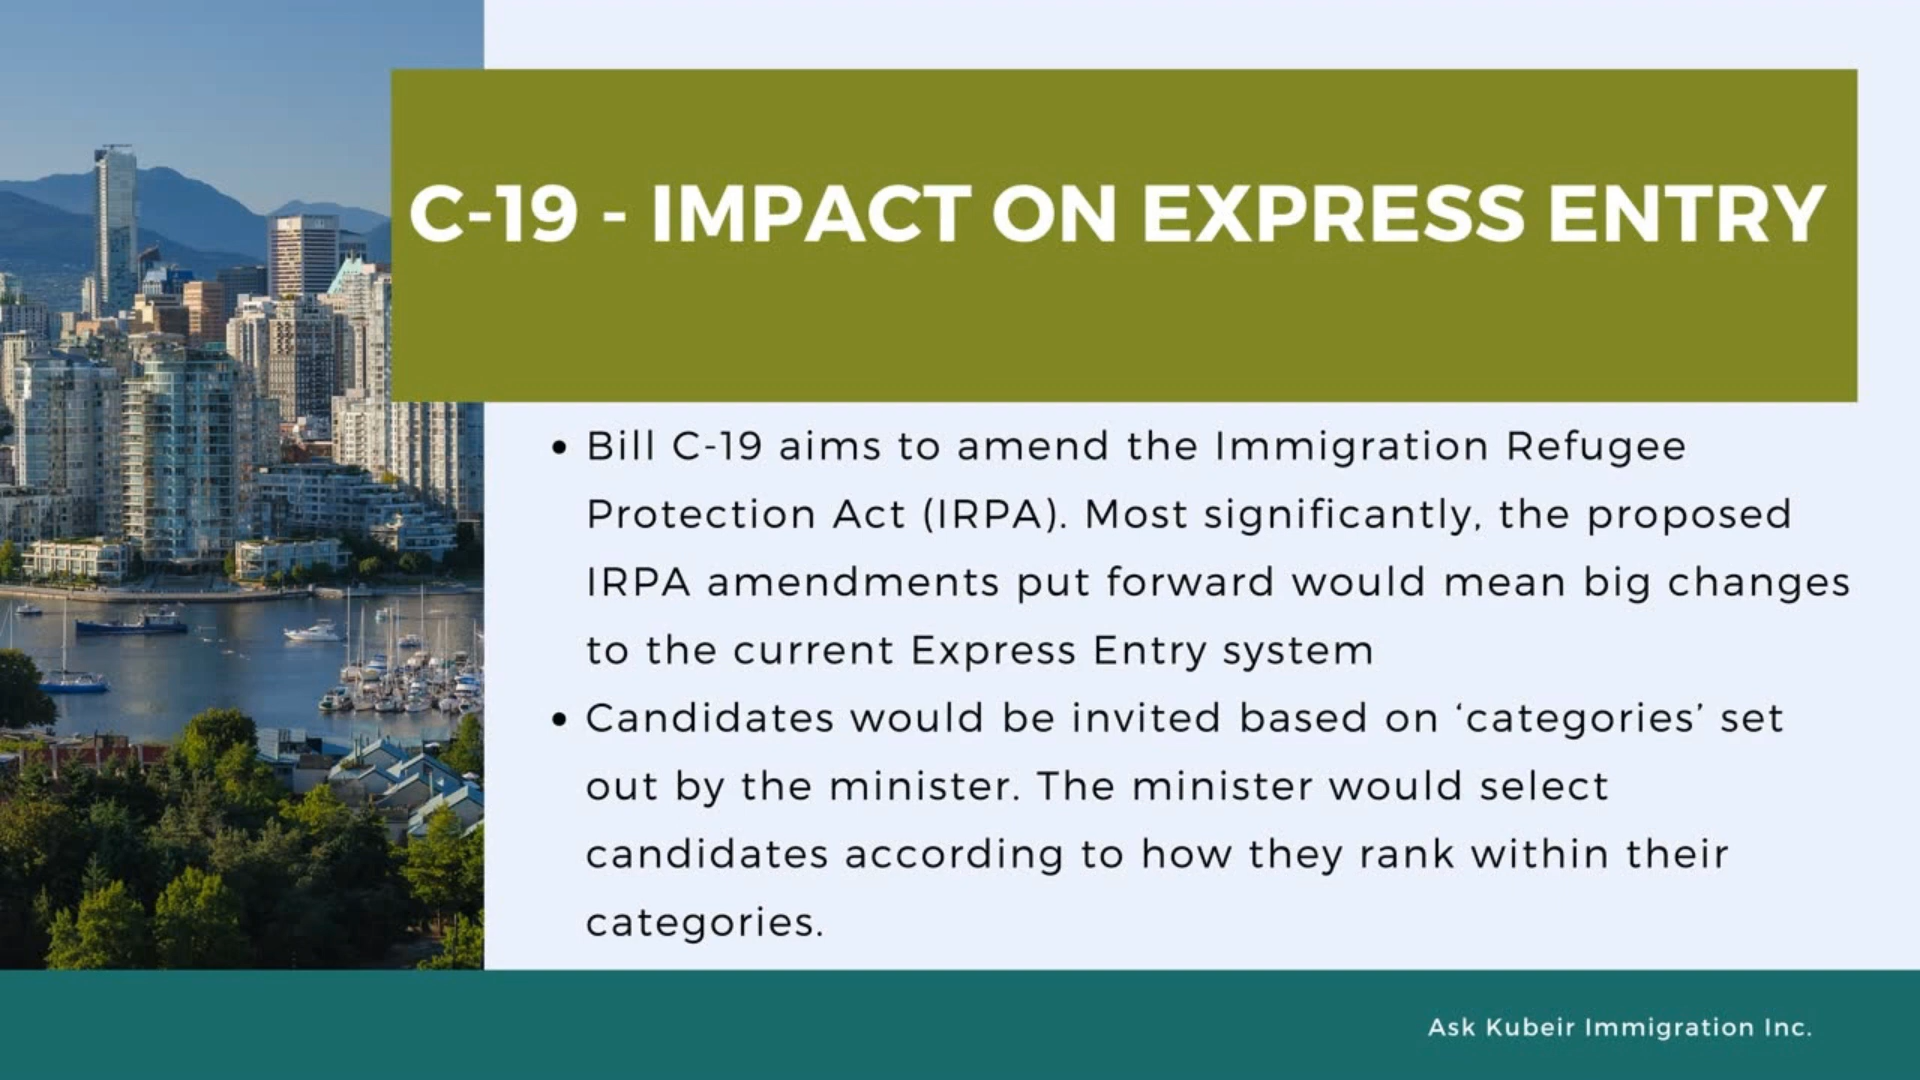 C-19 - IMPACT ON EXPRESS ENTRY
• Bill C-19 aims to amend the Immigration Refugee
Protection Act (IRPA). Most significantly, the proposed
IRPA amendments put forward would mean big changes
to the current Express Entry system
• Candidates would be invited based on ‘categories’ set
out by the minister. The minister would select
candidates according to how they rank within their
categories.
Ask Kubeir Immigration Inc.